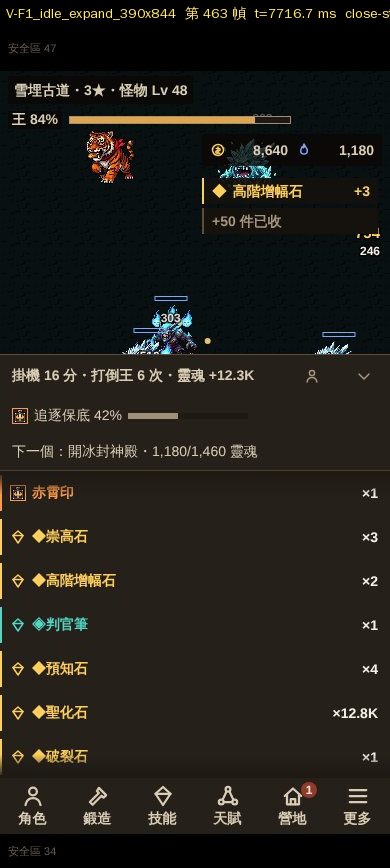 V-F1_idle_expand_390x844 第 463 幀 t=7716.7 ms close-s
安全區 47
雪埋古道・3★・怪物 Lv 48
王 84%
8,640 1,180
◆ 高階增幅石 +3
+50 件已收
246
303
掛機 16 分・打倒王 6 次・靈魂 +12.3K
追逐保底 42%
下一個：開冰封神殿・1,180/1,460 靈魂
赤霄印 ×1
◆崇高石 ×3
◆高階增幅石 ×2
◈判官筆 ×1
◆預知石 ×4
◆聖化石 ×12.8K
◆破裂石 ×1
1
角色 鍛造 技能 天賦 營地 更多
安全區 34